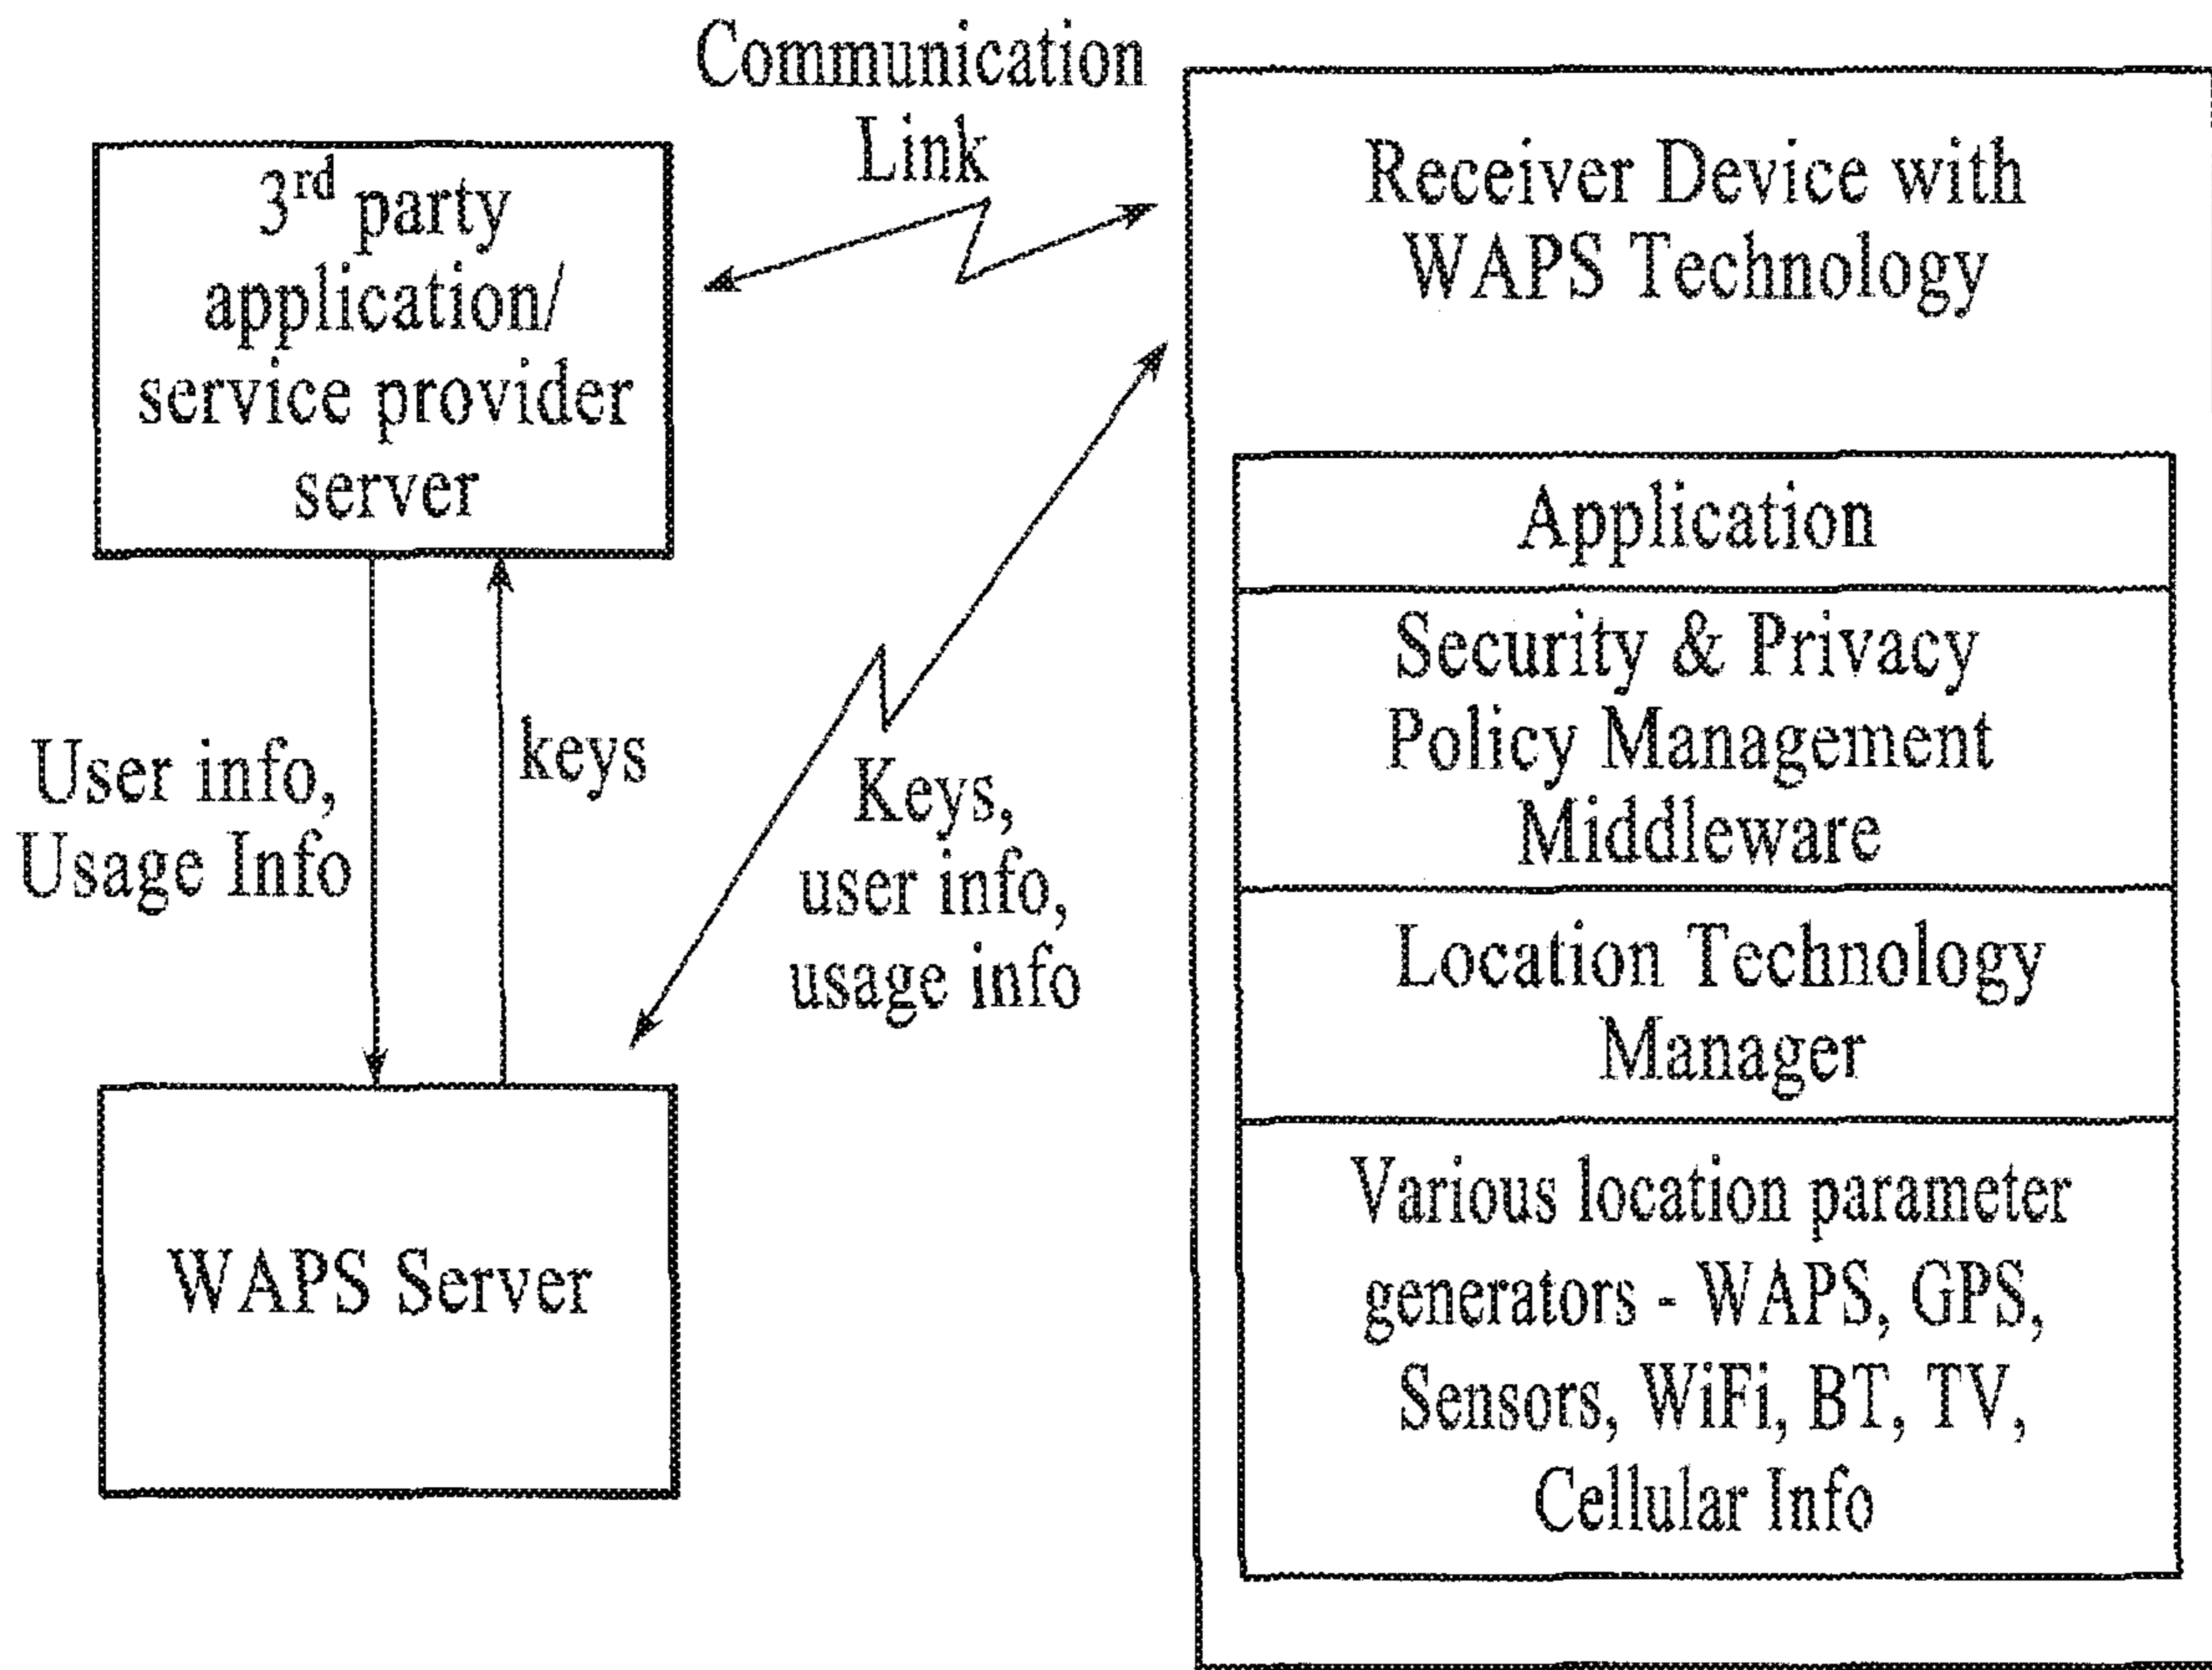 Communication
Link
3rd party
application/
service provider
server
User info,
Usage Info
keys
Keys,
user info,
usage info
WAPS Server
Receiver Device with
WAPS Technology
Application
Security & Privacy
Policy Management
Middleware
Location Technology
Manager
Various location parameter
generators - WAPS, GPS,
Sensors, WiFi, BT, TV,
Cellular Info